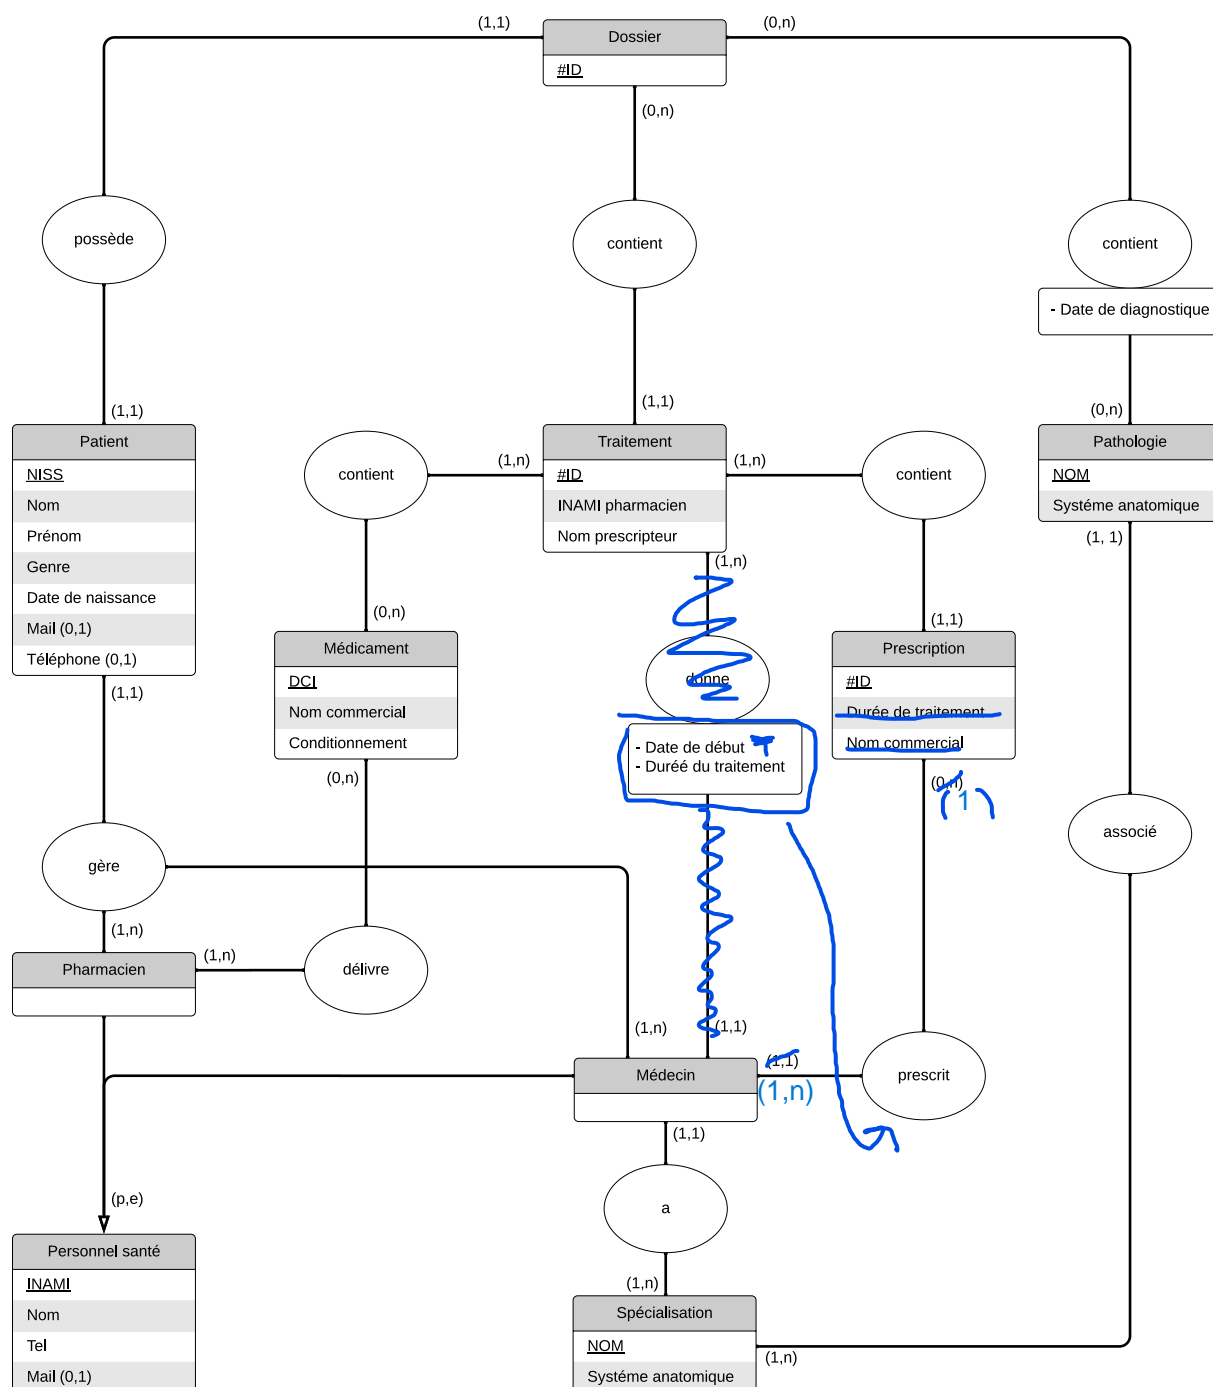 (1,1)
Dossier
(0,n)
#ID
(0,n)
possède
contient
contient
- Date de diagnostique
(1,1)
(1,1)
(0,n)
Patient
NISS
Nom
Prénom
Genre
Date de naissance
Mail (0,1)
Téléphone (0,1)
(1,1)
contient
(1,n)
Traitement
#ID
INAMI pharmacien
Nom prescripteur
(1,n)
(1,n)
contient
Pathologie
NOM
Systéme anatomique
(1, 1)
(0,n)
Médicament
DCI
Nom commercial
Conditionnement
(0,n)
donne
- Date de début
- Duréé du traitement
(1,1)
Prescription
#ID
Durée de traitement
Nom commercial
(0,n)
(1)
associé
gère
(1,n)
Pharmacien
(1,n)
délivre
(1,n)
(1,1)
Médecin
(1,1)
(1,n)
prescrit
(1,1)
a
(p,e)
Personnel santé
INAMI
Nom
Tel
Mail (0,1)
(1,n)
Spécialisation
NOM
Systéme anatomique
(1,n)